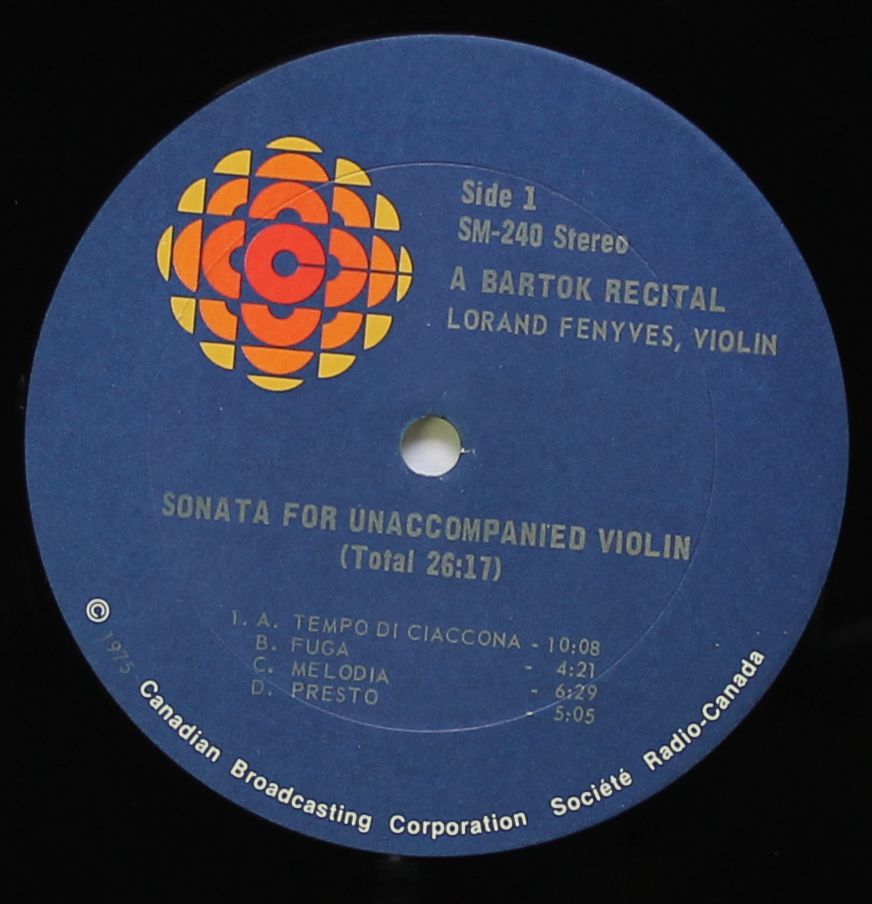 Side 1
SM-240 Stereo
A BARTOK RECITAL
LORAND FENYVES, VIOLIN
SONATA FOR UNACCOMPANIED VIOLIN
(Total 26:17)
1. A. TEMPO DI CIACCONA - 10:08
B. FUGA - 4:21
C. MELODIA - 6:29
D. PRESTO - 5:05
© 1975 Canadian Broadcasting Corporation Société Radio-Canada